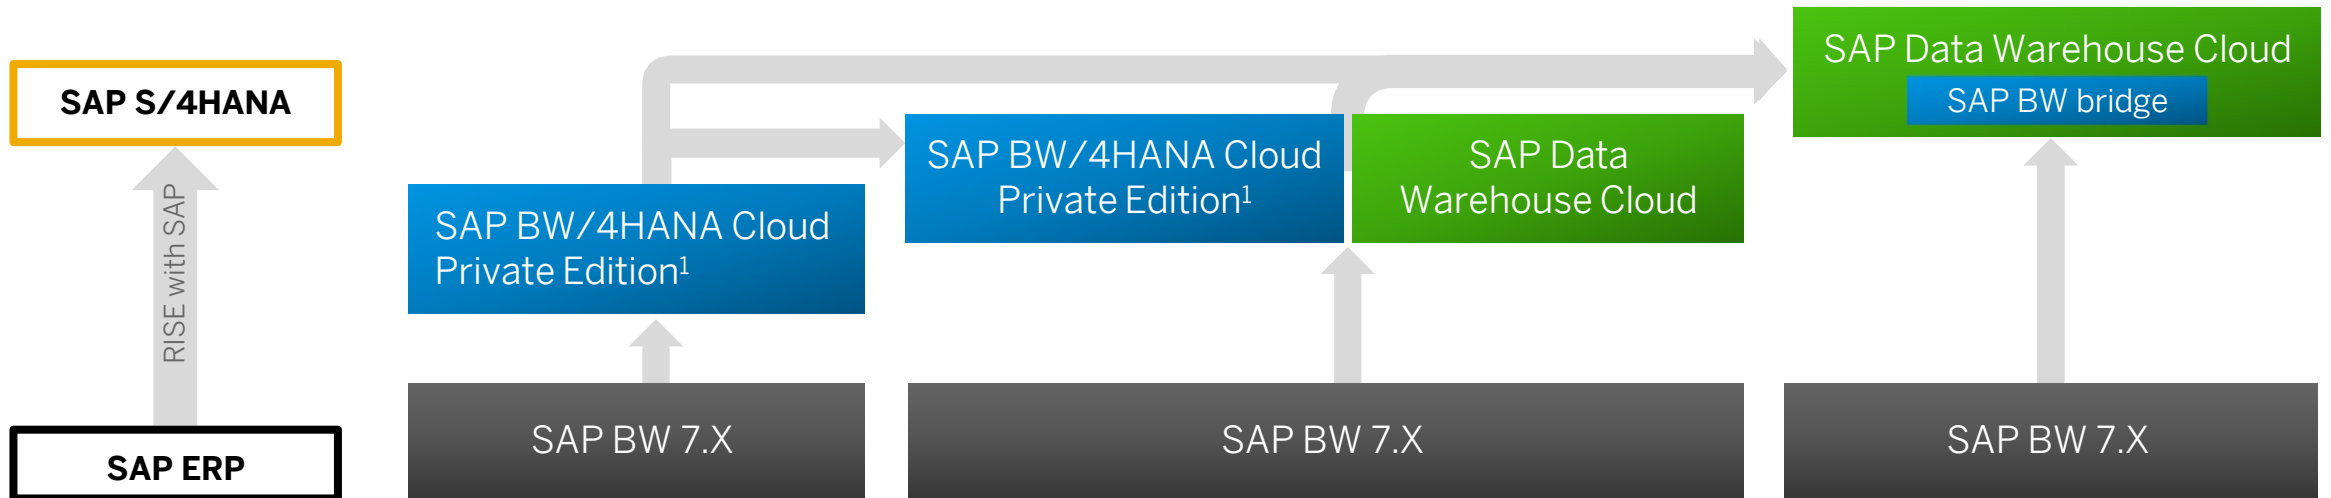 SAP S/4HANA
RISE with SAP
SAP ERP
SAP BW/4HANA Cloud
Private Edition¹
SAP BW 7.X
SAP BW/4HANA Cloud
Private Edition¹
SAP Data
Warehouse Cloud
SAP BW 7.X
SAP Data Warehouse Cloud
SAP BW bridge
SAP BW 7.X